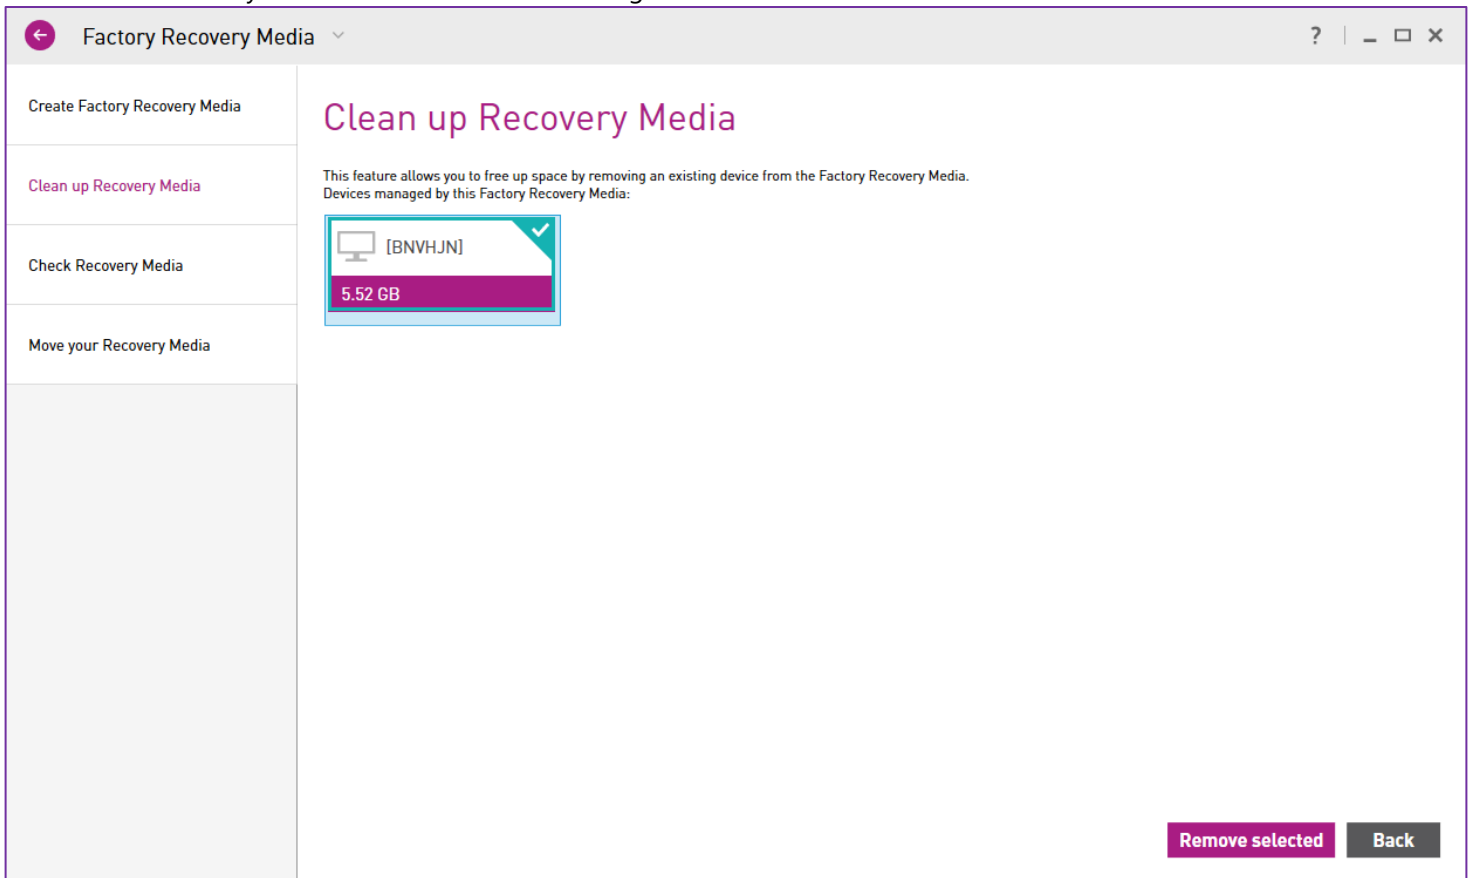 Factory Recovery Media
?
Create Factory Recovery Media
Clean up Recovery Media
Check Recovery Media
Move your Recovery Media
Clean up Recovery Media
This feature allows you to free up space by removing an existing device from the Factory Recovery Media.
Devices managed by this Factory Recovery Media:
[BNVHJN]
5.52 GB
Remove selected
Back